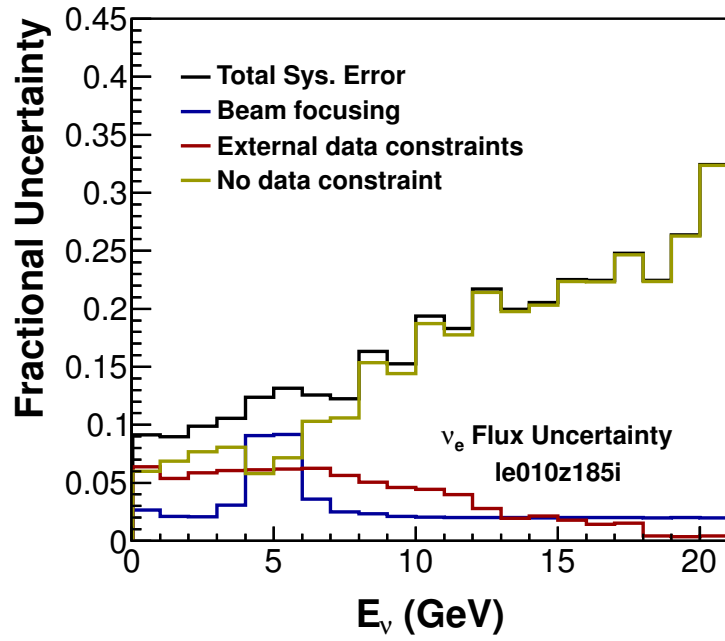 Fractional Uncertainty
0.45
0.4
0.35
0.3
0.25
0.2
0.15
0.1
0.05
0
Total Sys. Error
Beam focusing
External data constraints
No data constraint
νe Flux Uncertainty
le010z185i
0 5 10 15 20
Eν (GeV)